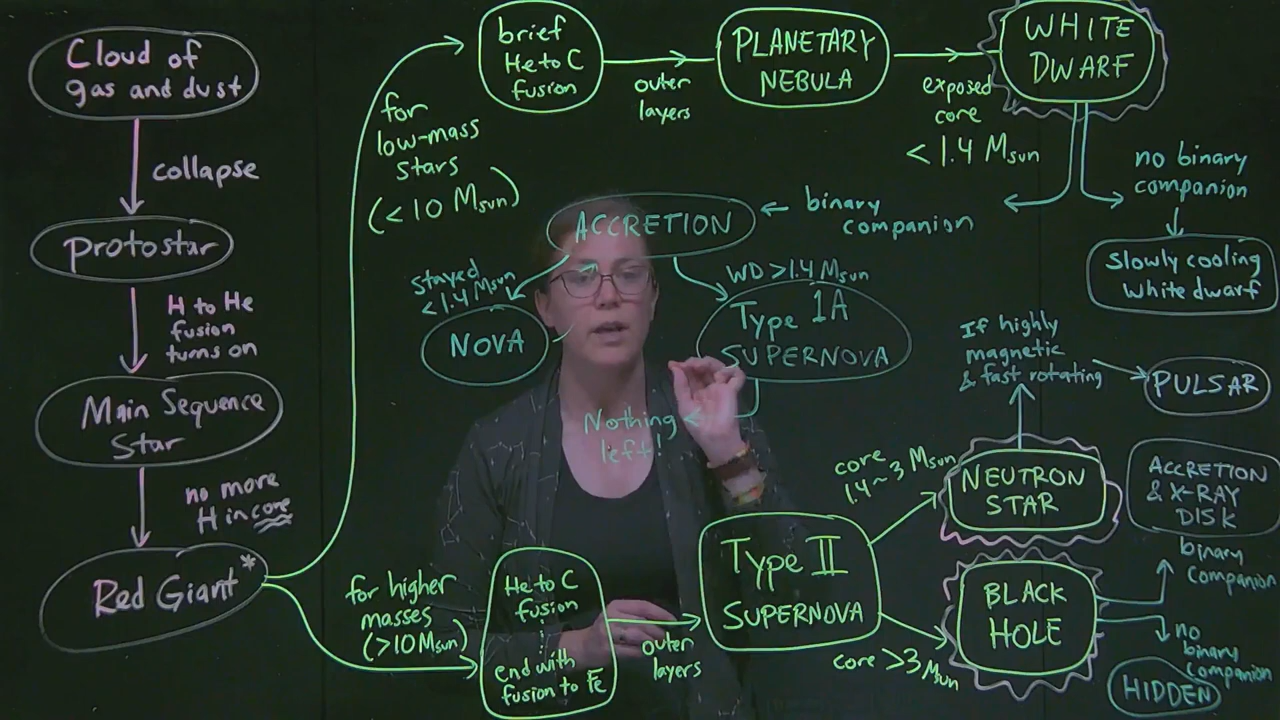 Cloud of
gas and dust
collapse
Protostar
H to He
fusion
turns on
Main Sequence
Star
no more
H in core
Red Giant*
for
low-mass
stars
(< 10 Msun)
brief
He to C
fusion
outer
layers
PLANETARY
NEBULA
exposed
core
< 1.4 Msun
WHITE
DWARF
no binary
companion
Slowly cooling
white dwarf
binary
companion
ACCRETION
stayed
< 1.4 Msun
NOVA
WD > 1.4 Msun
Type 1A
SUPERNOVA
Nothing
left!
for higher
masses
(>10 Msun)
He to C
fusion
end with
fusion to Fe
outer
layers
Type II
SUPERNOVA
core
1.4 ~ 3 Msun
NEUTRON
STAR
If highly
magnetic
& fast rotating
PULSAR
core > 3 Msun
BLACK
HOLE
binary
companion
ACCRETION
& X-RAY
DISK
no
binary
companion
HIDDEN